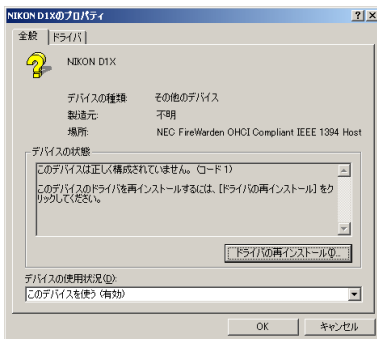 NIKON D1Xのプロパティ
全般
ドライバ
NIKON D1X
デバイスの種類:
その他のデバイス
製造元:
不明
場所:
NEC FireWarden OHCI Compliant IEEE 1394 Host
デバイスの状態
このデバイスは正しく構成されていません。 (コード 1)
このデバイスのドライバを再インストールするには、[ドライバの再インストール] をク
リックしてください。
ドライバの再インストール(I)...
デバイスの使用状況(D):
このデバイスを使う (有効)
OK
キャンセル